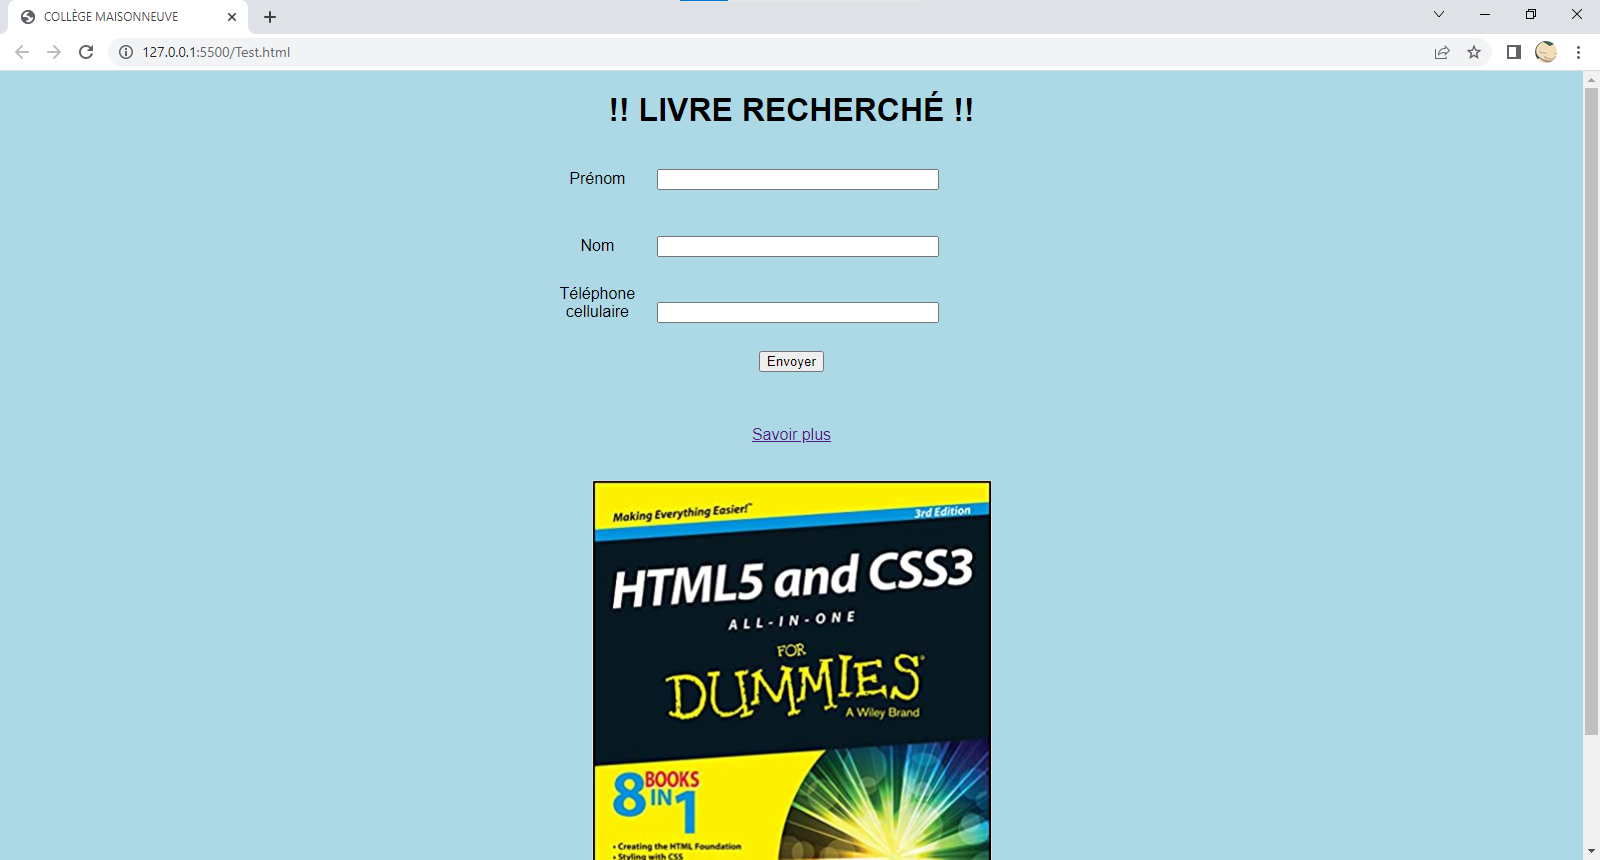 COLLÈGE MAISONNEUVE
127.0.0.1:5500/Test.html
!! LIVRE RECHERCHÉ !!
Prénom
Nom
Téléphone
cellulaire
Envoyer
Savoir plus
Making Everything Easier!™
3rd Edition
HTML5 and CSS3
ALL-IN-ONE
FOR
DUMMIES®
A Wiley Brand
8 BOOKS
IN 1
• Creating the HTML Foundation
• Styling with CSS